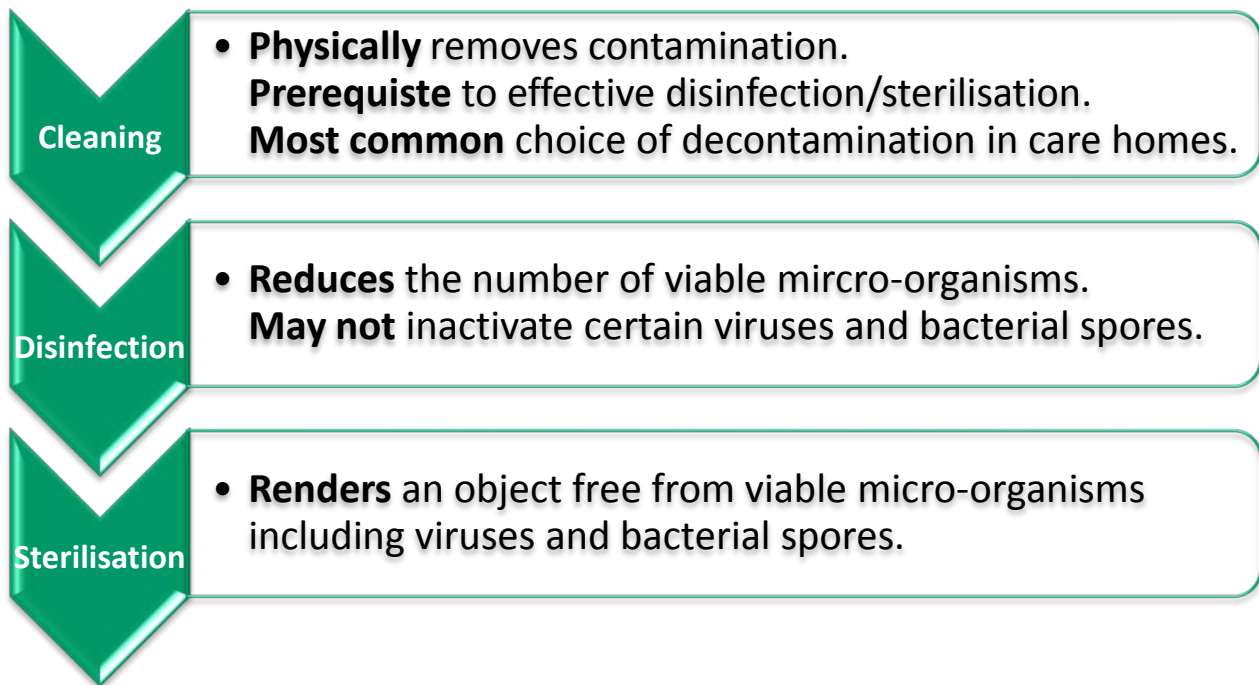 Cleaning
• Physically removes contamination.
Prerequiste to effective disinfection/sterilisation.
Most common choice of decontamination in care homes.
Disinfection
• Reduces the number of viable mircro-organisms.
May not inactivate certain viruses and bacterial spores.
Sterilisation
• Renders an object free from viable micro-organisms
including viruses and bacterial spores.